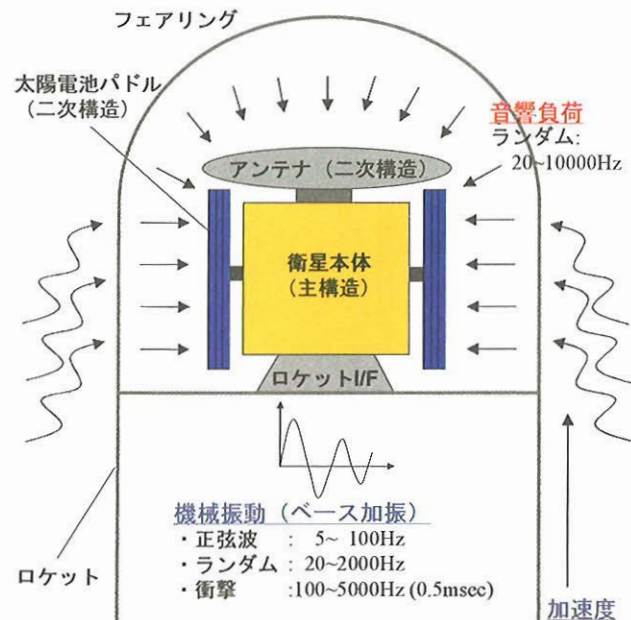 フェアリング
太陽電池パドル
(二次構造)
音響負荷
ランダム:
20~10000Hz
アンテナ（二次構造）
衛星本体
(主構造)
ロケットI/F
機械振動（ベース加振）
・正弦波 : 5~ 100Hz
・ランダム : 20~2000Hz
・衝撃 :100~5000Hz (0.5msec)
ロケット
加速度